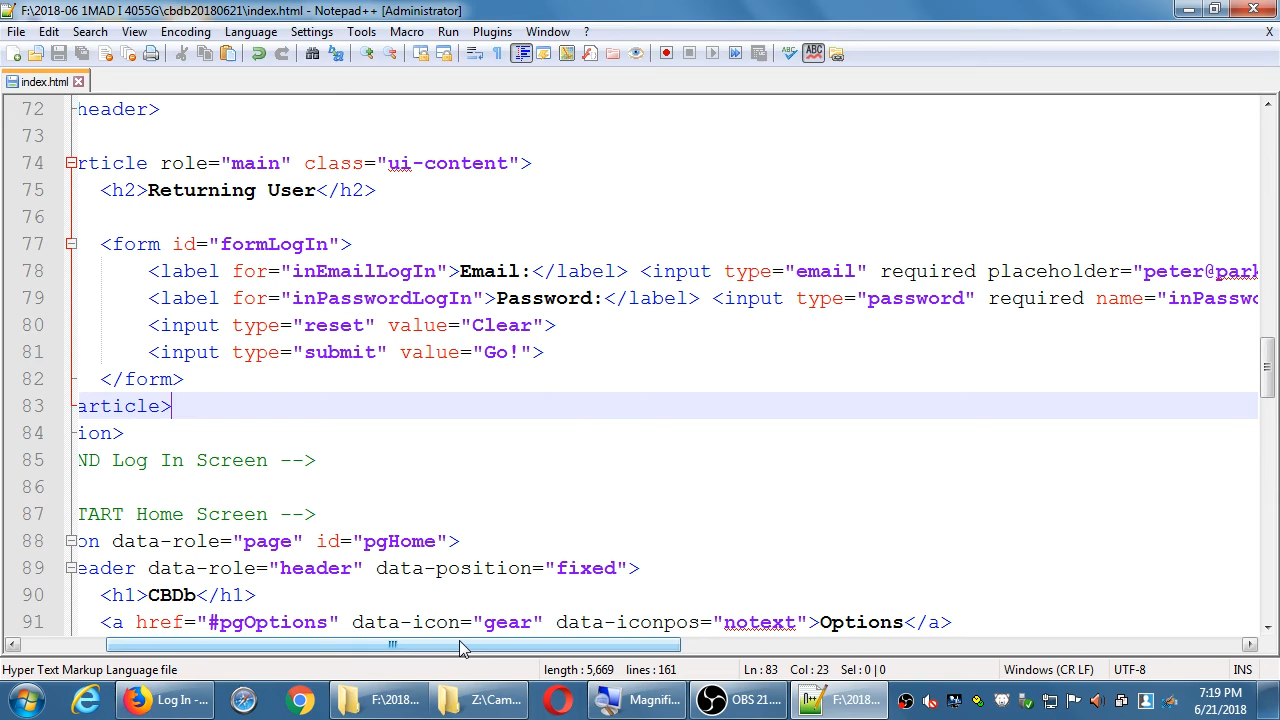 F:\2018-06 1MAD I 4055G\cbdb20180621\index.html - Notepad++ [Administrator]
File Edit Search View Encoding Language Settings Tools Macro Run Plugins Window ? X
index.html
72 header>
73
74 rticle role="main" class="ui-content">
75 <h2>Returning User</h2>
76
77 <form id="formLogIn">
78 <label for="inEmailLogIn">Email:</label> <input type="email" required placeholder="peter@park
79 <label for="inPasswordLogIn">Password:</label> <input type="password" required name="inPasswo
80 <input type="reset" value="Clear">
81 <input type="submit" value="Go!">
82 </form>
83 article>
84 ion>
85 ND Log In Screen -->
86
87 TART Home Screen -->
88 on data-role="page" id="pgHome">
89 eader data-role="header" data-position="fixed">
90 <h1>CBDb</h1>
91 <a href="#pgOptions" data-icon="gear" data-iconpos="notext">Options</a>
Hyper Text Markup Language file length : 5,669 lines : 161 Ln : 83 Col : 23 Sel : 0 | 0 Windows (CR LF) UTF-8 INS
Log In -... F:\2018... Z:\Cam... Magnifi... OBS 21.... F:\2018... 7:19 PM
6/21/2018